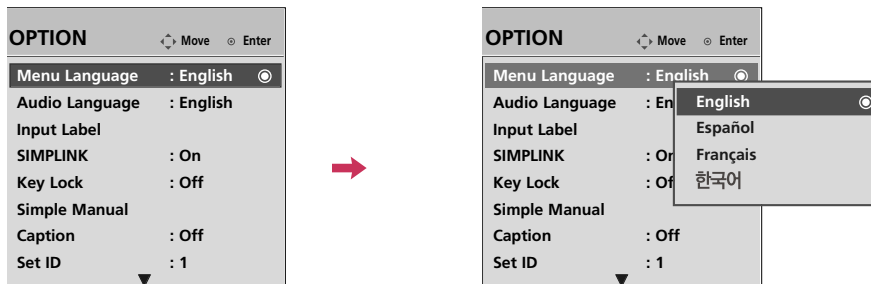 OPTION Move Enter
Menu Language : English
Audio Language : English
Input Label
SIMPLINK : On
Key Lock : Off
Simple Manual
Caption : Off
Set ID : 1
OPTION Move Enter
Menu Language : English
Audio Language : En
Input Label
SIMPLINK : On
Key Lock : Of
Simple Manual
Caption : Off
Set ID : 1
English
Español
Français
한국어